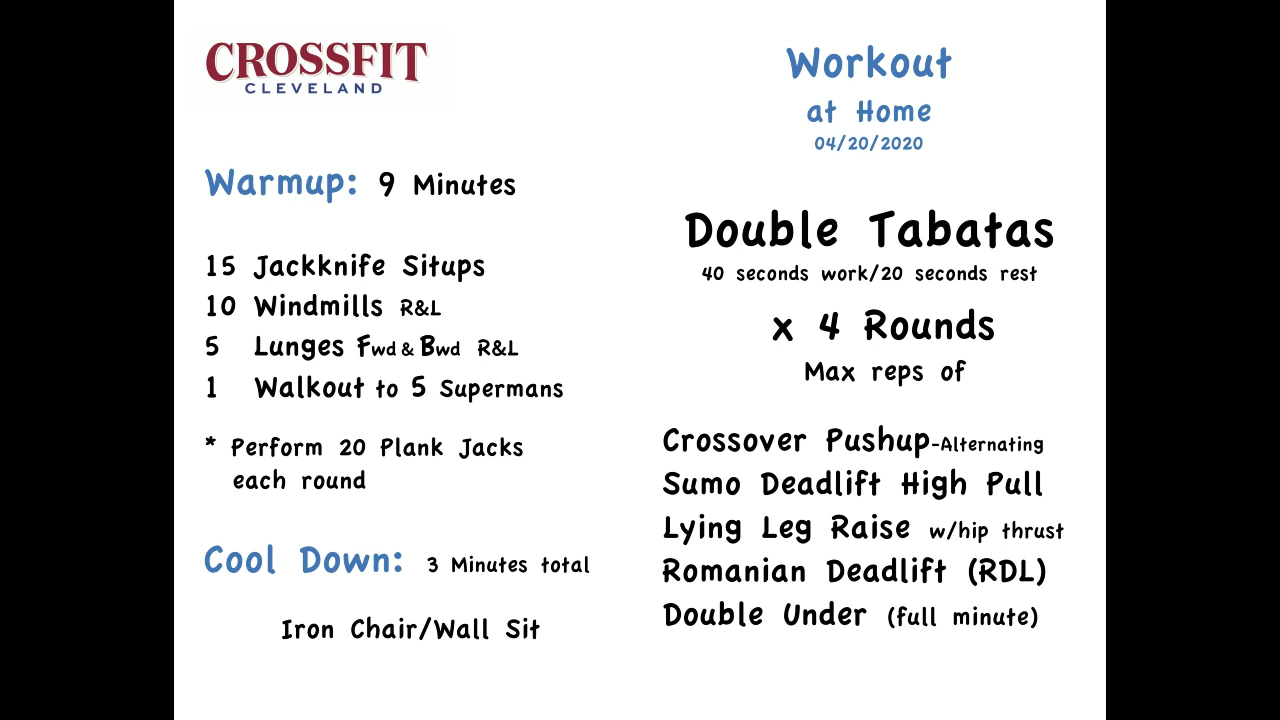 CROSSFIT
CLEVELAND
Warmup: 9 Minutes
15 Jackknife Situps
10 Windmills R&L
5 Lunges Fwd & Bwd R&L
1 Walkout to 5 Supermans
* Perform 20 Plank Jacks
each round
Cool Down: 3 Minutes total
Iron Chair/Wall Sit
Workout
at Home
04/20/2020
Double Tabatas
40 seconds work/20 seconds rest
x 4 Rounds
Max reps of
Crossover Pushup-Alternating
Sumo Deadlift High Pull
Lying Leg Raise w/hip thrust
Romanian Deadlift (RDL)
Double Under (full minute)